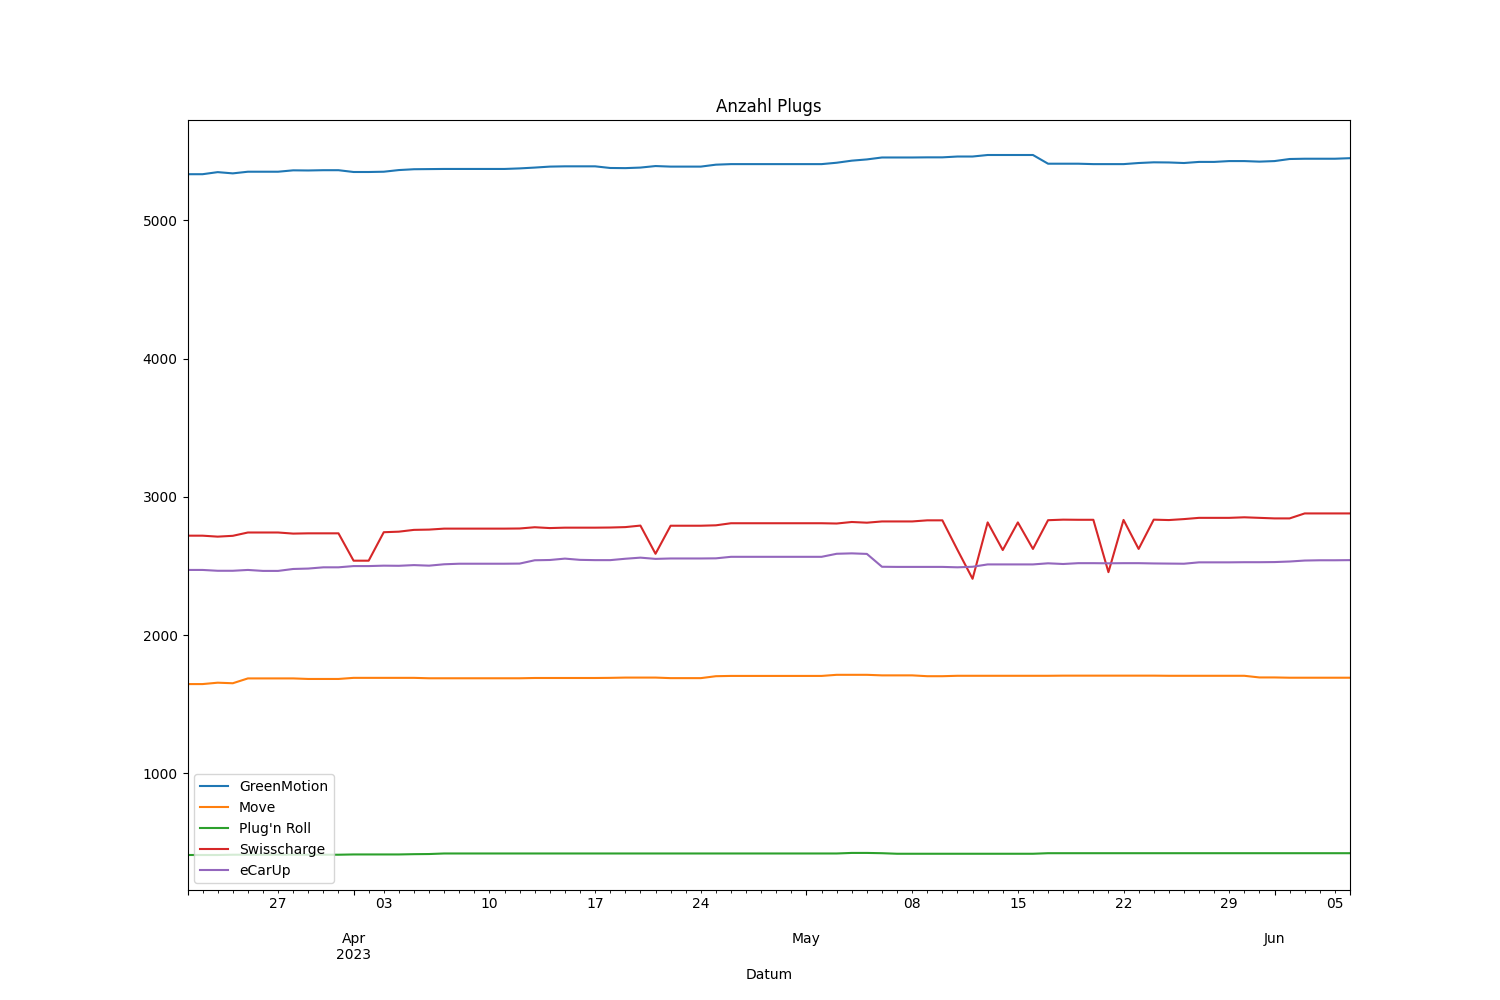 Anzahl Plugs
5000
4000
3000
2000
1000
GreenMotion
Move
Plug'n Roll
Swisscharge
eCarUp
27 03 10 17 24 08 15 22 29 05
Apr May Jun
2023
Datum